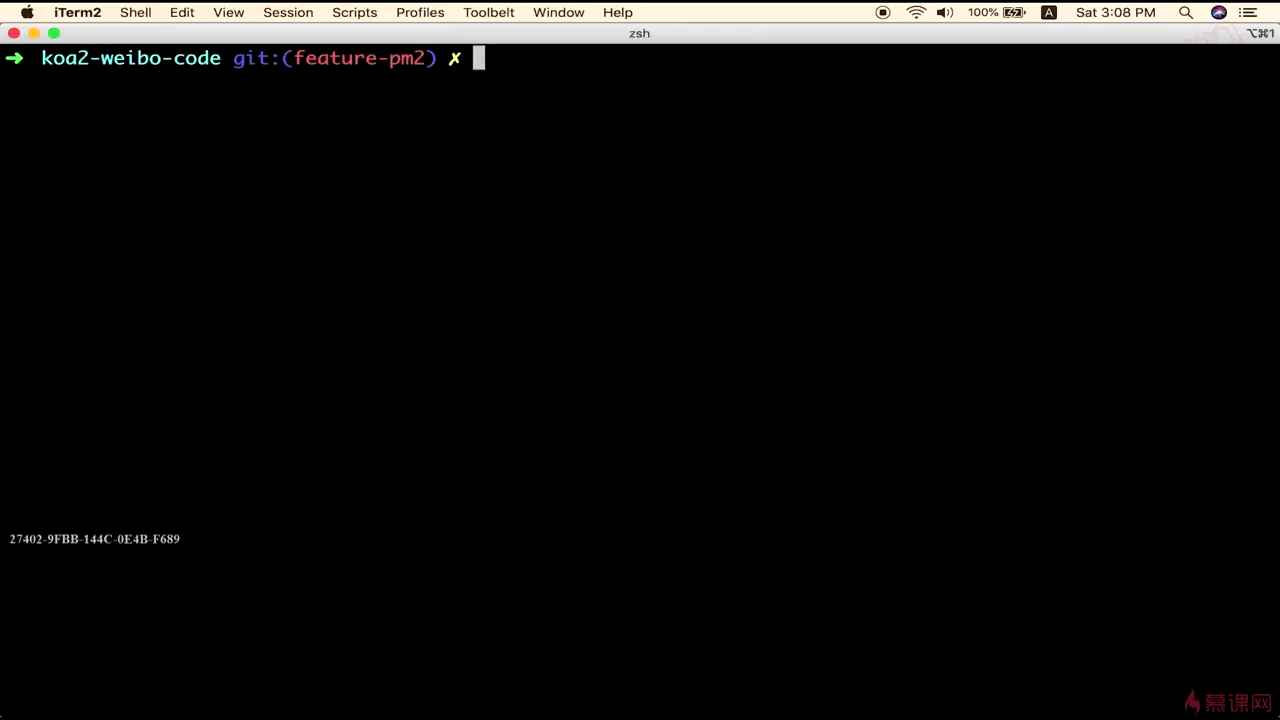 iTerm2 Shell Edit View Session Scripts Profiles Toolbelt Window Help 100% A Sat 3:08 PM
zsh ⌥⌘1
➜ koa2-weibo-code git:(feature-pm2) ✗
27402-9FBB-144C-0E4B-F689
慕课网